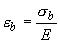 ε_b = σ_b / E